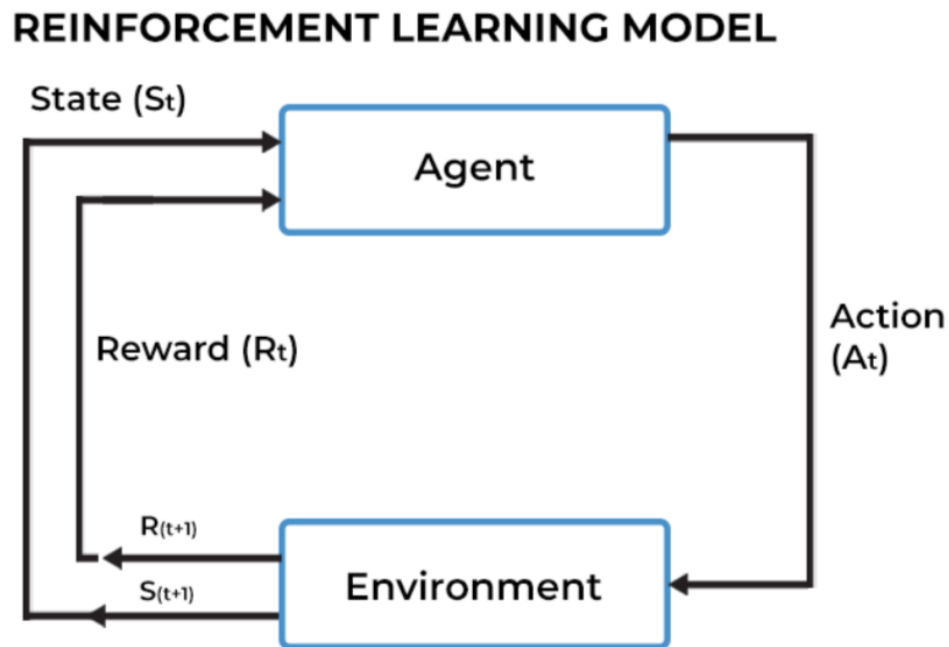 REINFORCEMENT LEARNING MODEL
State (St)
Agent
Action
(At)
Reward (Rt)
R(t+1)
S(t+1)
Environment